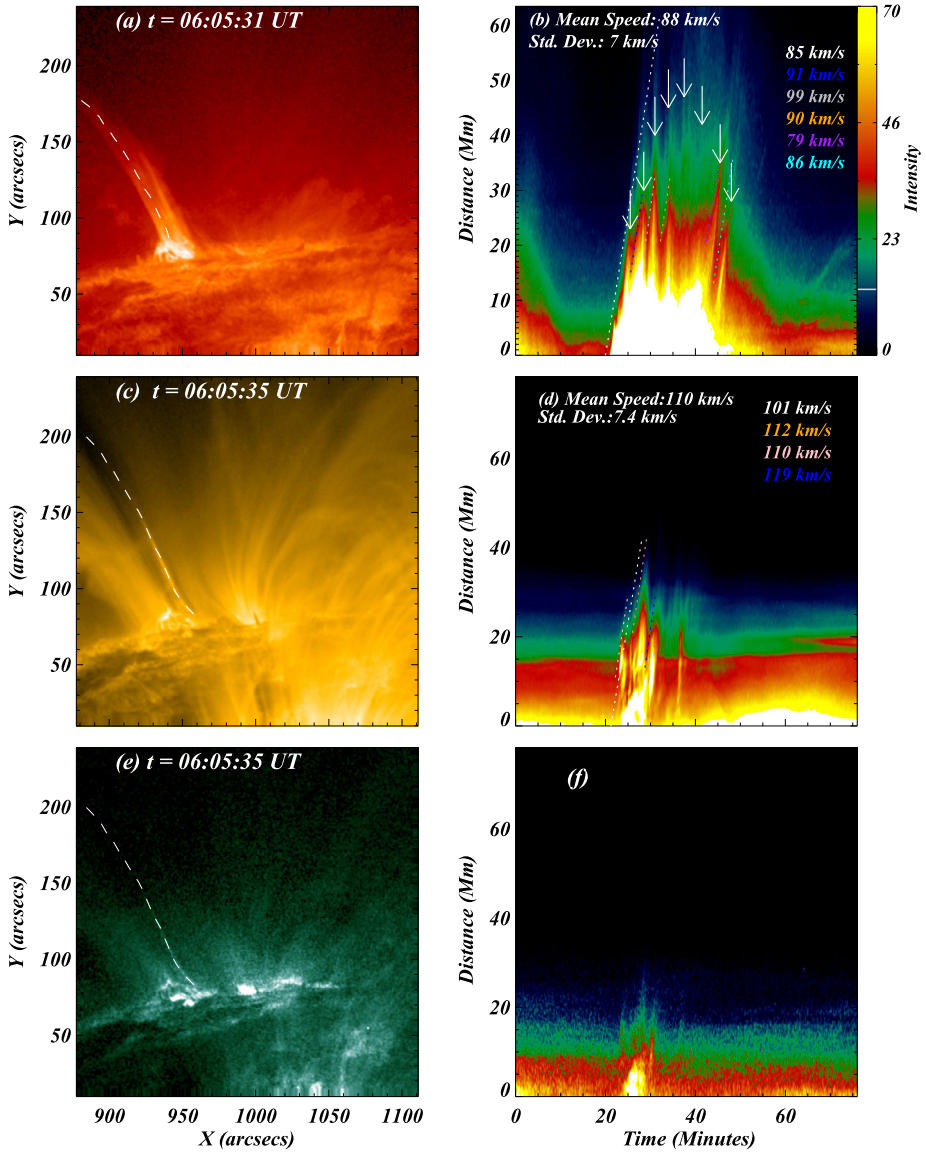 (a) t = 06:05:31 UT
200
150
100
50
Y (arcsecs)
(b) Mean Speed: 88 km/s
Std. Dev.: 7 km/s
85 km/s
91 km/s
99 km/s
90 km/s
79 km/s
86 km/s
60
50
40
30
20
10
0
Distance (Mm)
70
46
23
0
Intensity
(c) t = 06:05:35 UT
200
150
100
50
Y (arcsecs)
(d) Mean Speed:110 km/s
Std. Dev.:7.4 km/s
101 km/s
112 km/s
110 km/s
119 km/s
60
40
20
0
Distance (Mm)
(e) t = 06:05:35 UT
200
150
100
50
Y (arcsecs)
900 950 1000 1050 1100
X (arcsecs)
(f)
60
40
20
0
Distance (Mm)
0 20 40 60
Time (Minutes)